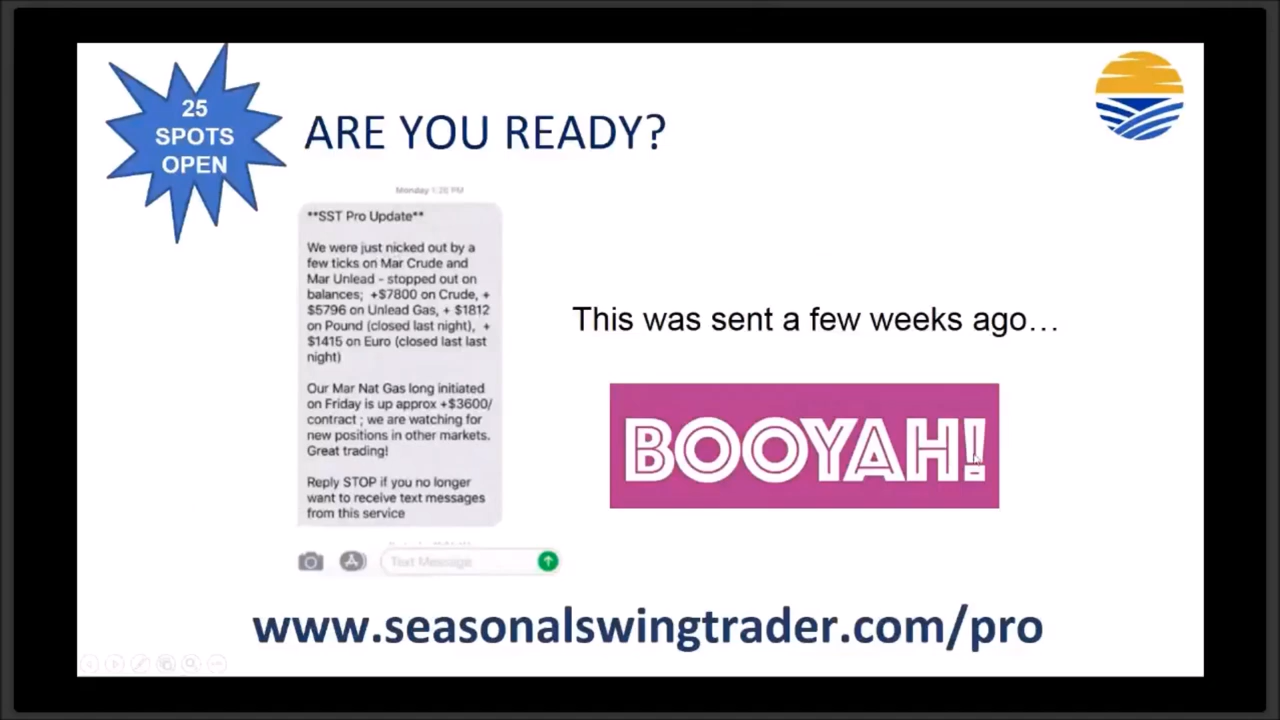 25
SPOTS
OPEN
ARE YOU READY?
Monday 1:26 PM
**SST Pro Update**
We were just nicked out by a
few ticks on Mar Crude and
Mar Unlead - stopped out on
balances;  +$7800 on Crude, +
$5796 on Unlead Gas, + $1812
on Pound (closed last night),  +
$1415 on Euro (closed last last
night)
Our Mar Nat Gas long initiated
on Friday is up approx +$3600/
contract ; we are watching for
new positions in other markets.
Great trading!
Reply STOP if you no longer
want to receive text messages
from this service
Text Message
This was sent a few weeks ago…
BOOYAH!
www.seasonalswingtrader.com/pro